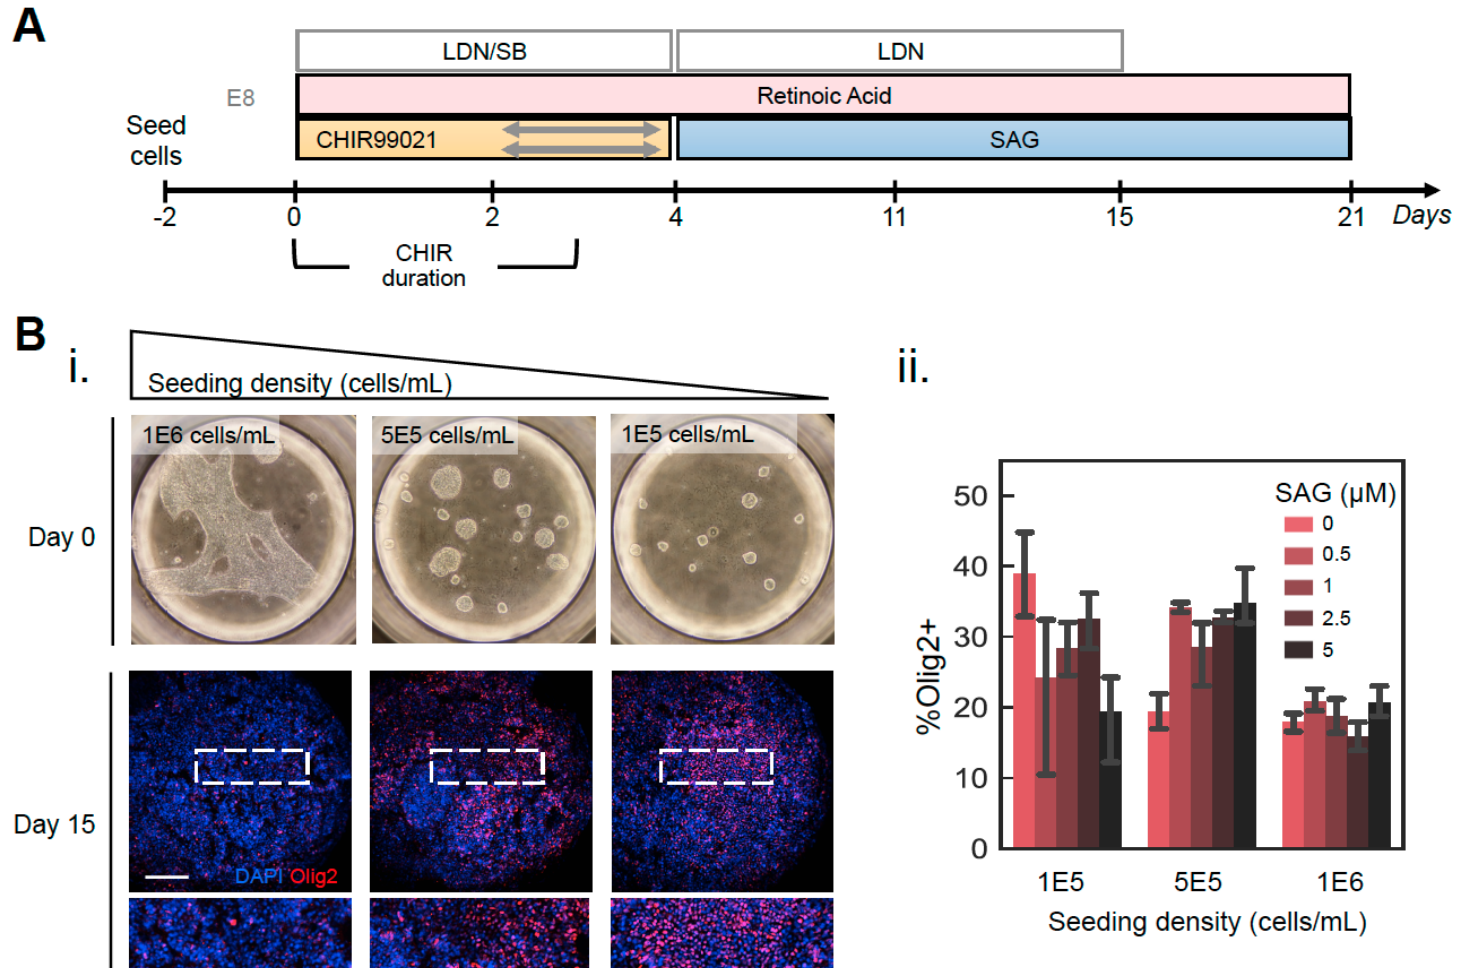 A
LDN/SB
LDN
E8
Retinoic Acid
Seed
cells
CHIR99021
SAG
-2
0
2
4
11
15
21
Days
CHIR
duration
B
i.
Seeding density (cells/mL)
1E6 cells/mL
5E5 cells/mL
1E5 cells/mL
Day 0
Day 15
DAPI Olig2
ii.
SAG (µM)
0
0.5
1
2.5
5
%Olig2+
50
40
30
20
10
0
1E5
5E5
1E6
Seeding density (cells/mL)